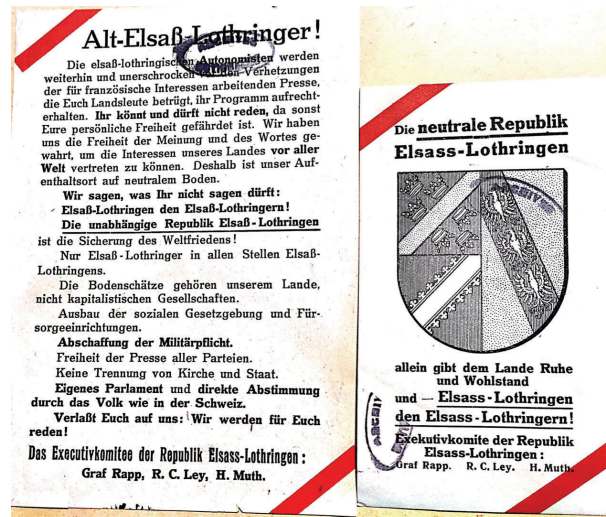 Alt-Elsaß-Lothringer!
Die elsaß-lothringischen Autonomisten werden
weiterhin und unerschrocken von den Verhetzungen
der für französische Interessen arbeitenden Presse,
die Euch Landsleute betrügt, ihr Programm aufrecht-
erhalten. Ihr könnt und dürft nicht reden, da sonst
Eure persönliche Freiheit gefährdet ist. Wir haben
uns die Freiheit der Meinung und des Wortes ge-
wahrt, um die Interessen unseres Landes vor aller
Welt vertreten zu können. Deshalb ist unser Auf-
enthaltsort auf neutralem Boden.
Wir sagen, was Ihr nicht sagen dürft:
Elsaß-Lothringen den Elsaß-Lothringern!
Die unabhängige Republik Elsaß-Lothringen
ist die Sicherung des Weltfriedens!
Nur Elsaß-Lothringer in allen Stellen Elsaß-
Lothringens.
Die Bodenschätze gehören unserem Lande,
nicht kapitalistischen Gesellschaften.
Ausbau der sozialen Gesetzgebung und Für-
sorgeeinrichtungen.
Abschaffung der Militärpflicht.
Freiheit der Presse aller Parteien.
Keine Trennung von Kirche und Staat.
Eigenes Parlament und direkte Abstimmung
durch das Volk wie in der Schweiz.
Verlaßt Euch auf uns: Wir werden für Euch
reden!
Das Executivkomitee der Republik Elsass-Lothringen:
Graf Rapp, R. C. Ley, H. Muth.
Die neutrale Republik
Elsass-Lothringen
ARCHIVES
allein gibt dem Lande Ruhe
und Wohlstand
und — Elsass-Lothringen
den Elsass-Lothringern!
Exekutivkomite der Republik
Elsass-Lothringen:
Graf Rapp. R. C. Ley. H. Muth.